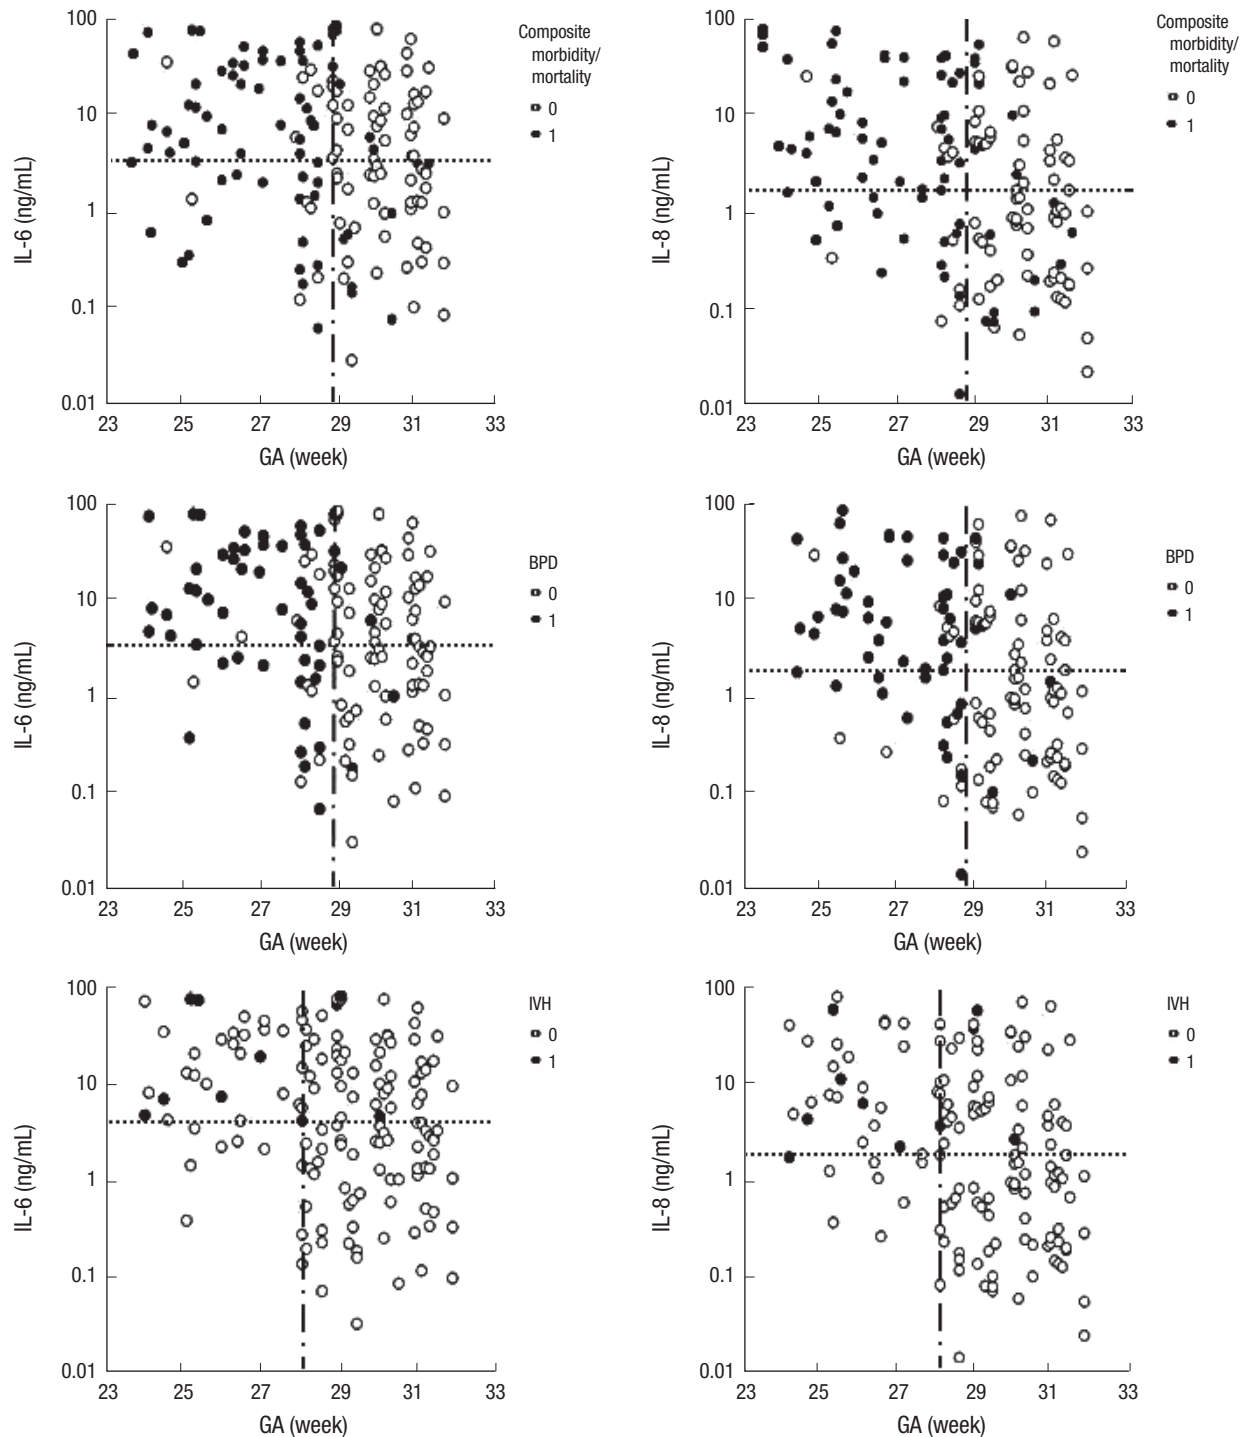 100
10
1
0.1
0.01
IL-6 (ng/mL)
23 25 27 29 31 33
GA (week)
Composite
morbidity/
mortality
0
1
100
10
1
0.1
0.01
IL-8 (ng/mL)
23 25 27 29 31 33
GA (week)
Composite
morbidity/
mortality
0
1
100
10
1
0.1
0.01
IL-6 (ng/mL)
23 25 27 29 31 33
GA (week)
BPD
0
1
100
10
1
0.1
0.01
IL-8 (ng/mL)
23 25 27 29 31 33
GA (week)
BPD
0
1
100
10
1
0.1
0.01
IL-6 (ng/mL)
23 25 27 29 31 33
GA (week)
IVH
0
1
100
10
1
0.1
0.01
IL-8 (ng/mL)
23 25 27 29 31 33
GA (week)
IVH
0
1